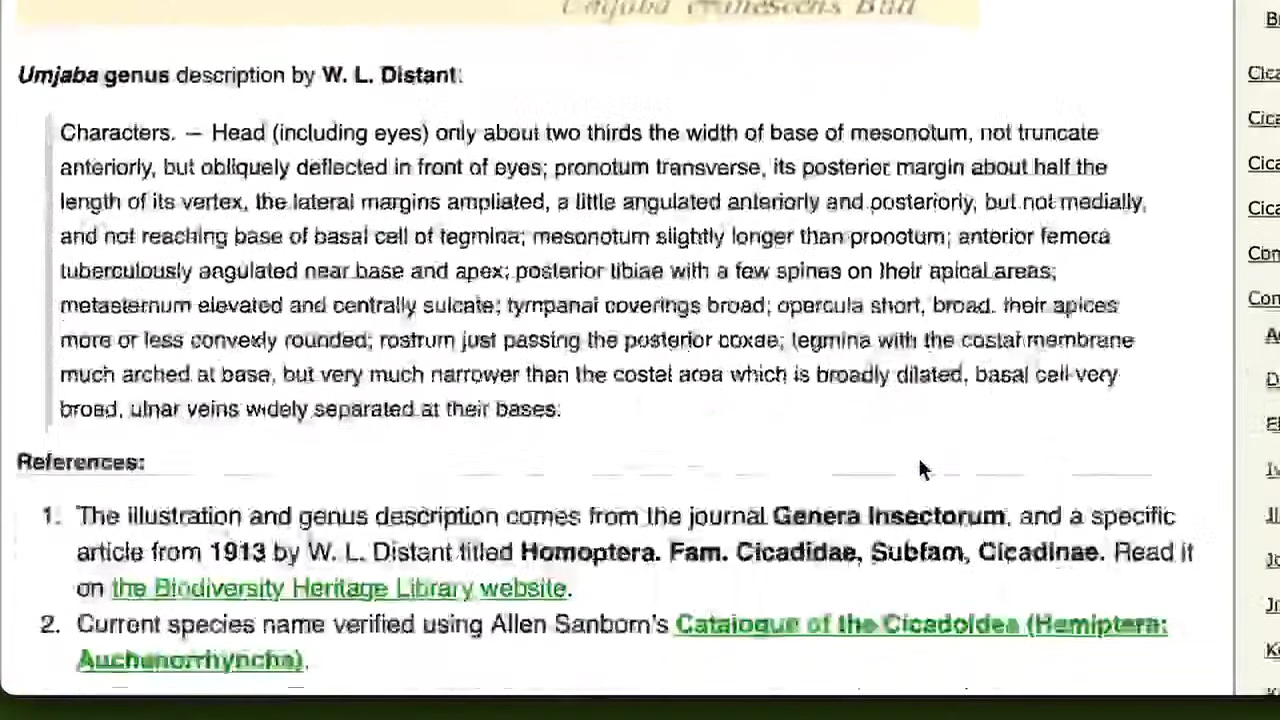 Umjaba evanescens Butl
Umjaba genus description by W. L. Distant:
Characters. – Head (including eyes) only about two thirds the width of base of mesonotum, not truncate
anteriorly, but obliquely deflected in front of eyes; pronotum transverse, its posterior margin about half the
length of its vertex, the lateral margins ampliated, a little angulated anteriorly and posteriorly, but not medially,
and not reaching base of basal cell of tegmina; mesonotum slightly longer than pronotum; anterior femora
tuberculously angulated near base and apex; posterior tibiae with a few spines on their apical areas;
metasternum elevated and centrally sulcate; tympanal coverings broad; opercula short, broad. their apices
more or less convexly rounded; rostrum just passing the posterior coxae; tegmina with the costal membrane
much arched at base, but very much narrower than the costal area which is broadly dilated, basal cell very
broad, ulnar veins widely separated at their bases.
References:
1. The illustration and genus description comes from the journal Genera Insectorum, and a specific
article from 1913 by W. L. Distant titled Homoptera. Fam. Cicadidae, Subfam, Cicadinae. Read it
on the Biodiversity Heritage Library website.
2. Current species name verified using Allen Sanborn's Catalogue of the Cicadoidea (Hemiptera:
Auchenorrhyncha).